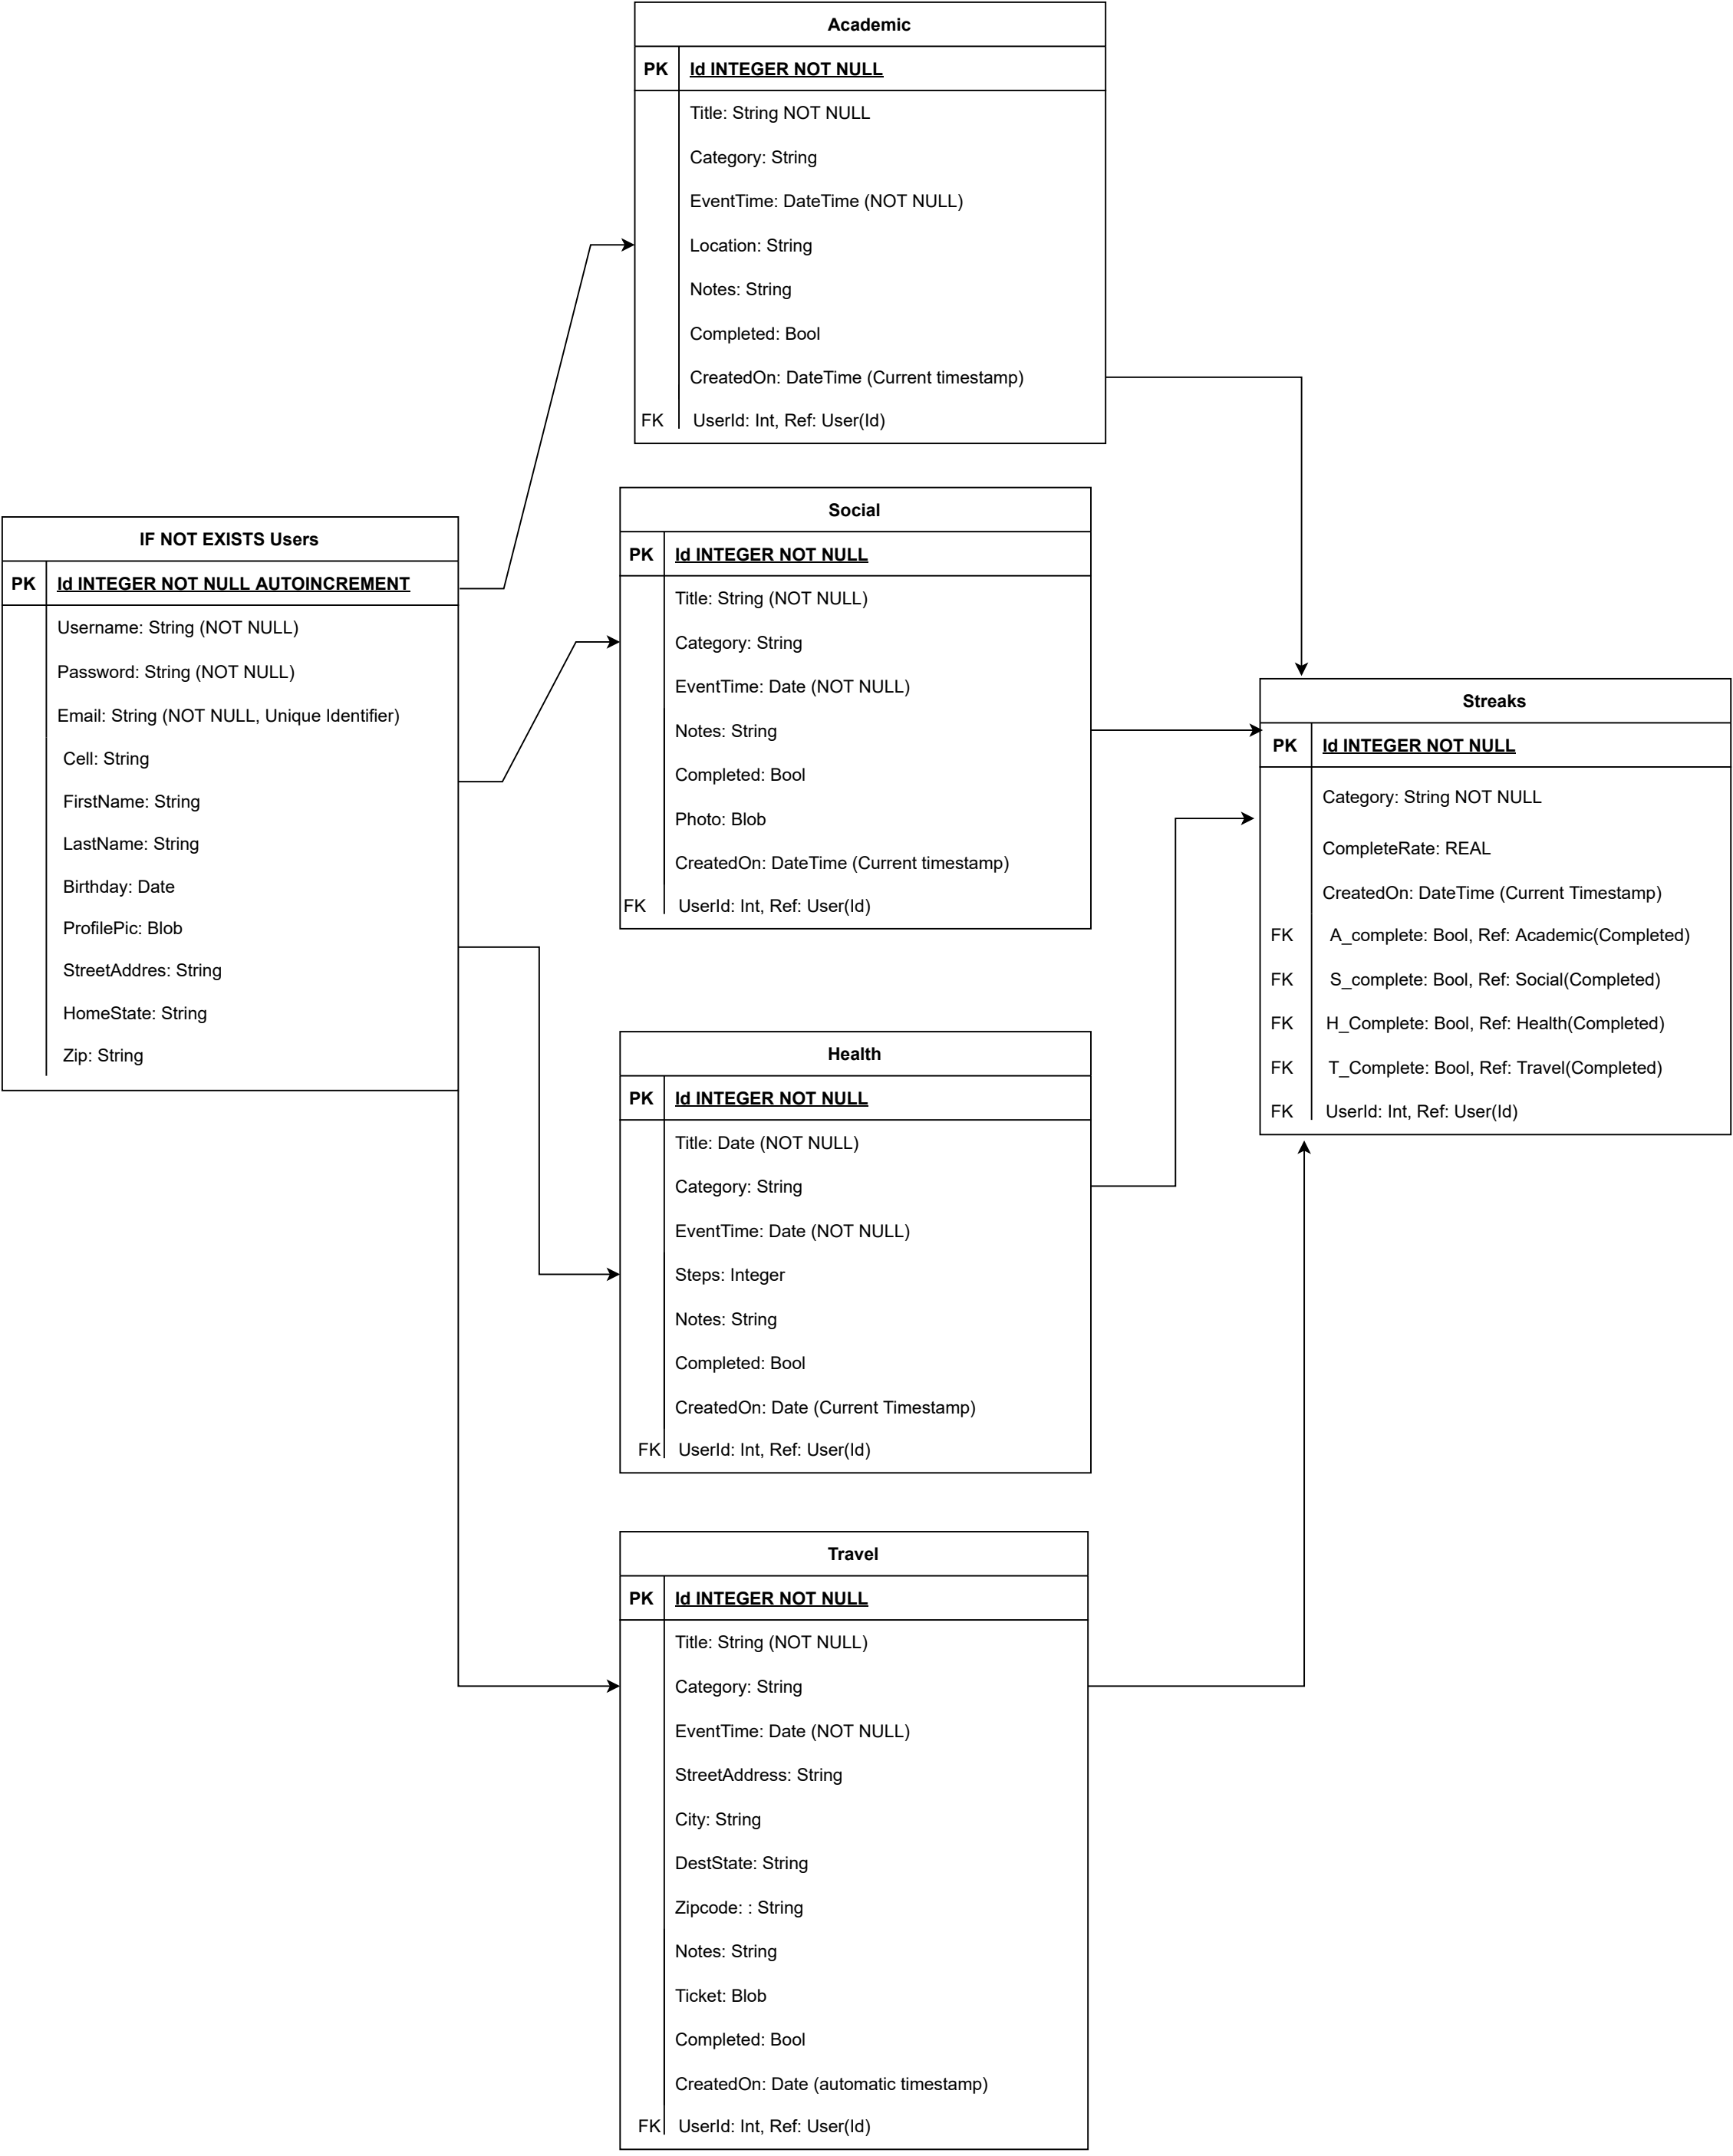 Academic
PK Id INTEGER NOT NULL
Title: String NOT NULL
Category: String
EventTime: DateTime (NOT NULL)
Location: String
Notes: String
Completed: Bool
CreatedOn: DateTime (Current timestamp)
FK UserId: Int, Ref: User(Id)
IF NOT EXISTS Users
PK Id INTEGER NOT NULL AUTOINCREMENT
Username: String (NOT NULL)
Password: String (NOT NULL)
Email: String (NOT NULL, Unique Identifier)
Cell: String
FirstName: String
LastName: String
Birthday: Date
ProfilePic: Blob
StreetAddres: String
HomeState: String
Zip: String
Social
PK Id INTEGER NOT NULL
Title: String (NOT NULL)
Category: String
EventTime: Date (NOT NULL)
Notes: String
Completed: Bool
Photo: Blob
CreatedOn: DateTime (Current timestamp)
FK UserId: Int, Ref: User(Id)
Streaks
PK Id INTEGER NOT NULL
Category: String NOT NULL
CompleteRate: REAL
CreatedOn: DateTime (Current Timestamp)
FK A_complete: Bool, Ref: Academic(Completed)
FK S_complete: Bool, Ref: Social(Completed)
FK H_Complete: Bool, Ref: Health(Completed)
FK T_Complete: Bool, Ref: Travel(Completed)
FK UserId: Int, Ref: User(Id)
Health
PK Id INTEGER NOT NULL
Title: Date (NOT NULL)
Category: String
EventTime: Date (NOT NULL)
Steps: Integer
Notes: String
Completed: Bool
CreatedOn: Date (Current Timestamp)
FK UserId: Int, Ref: User(Id)
Travel
PK Id INTEGER NOT NULL
Title: String (NOT NULL)
Category: String
EventTime: Date (NOT NULL)
StreetAddress: String
City: String
DestState: String
Zipcode: : String
Notes: String
Ticket: Blob
Completed: Bool
CreatedOn: Date (automatic timestamp)
FK UserId: Int, Ref: User(Id)